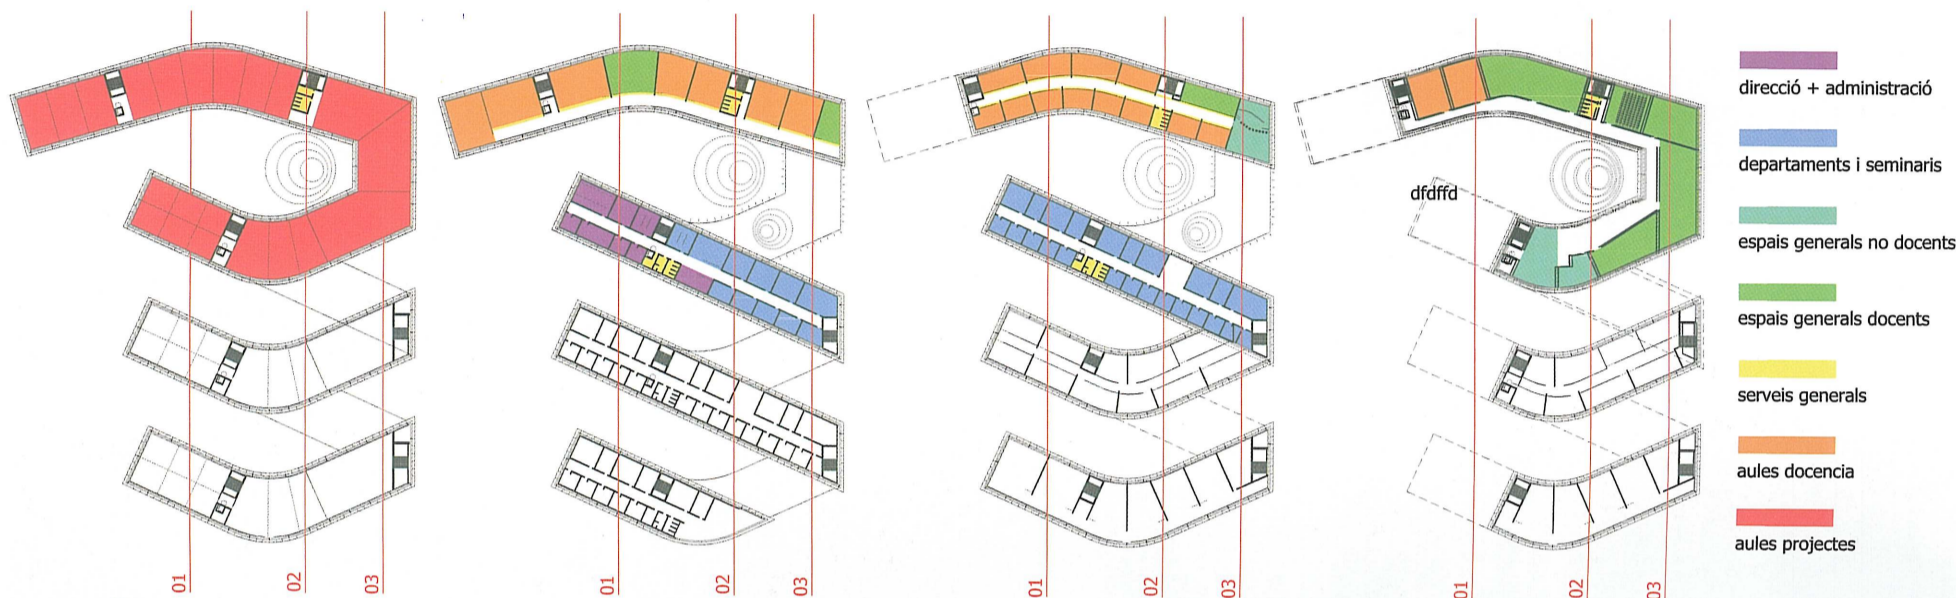 dfdffd
direcció + administració
departaments i seminaris
espais generals no docents
espais generals docents
serveis generals
aules docencia
aules projectes
01
02
03
01
02
03
01
02
03
01
02
03